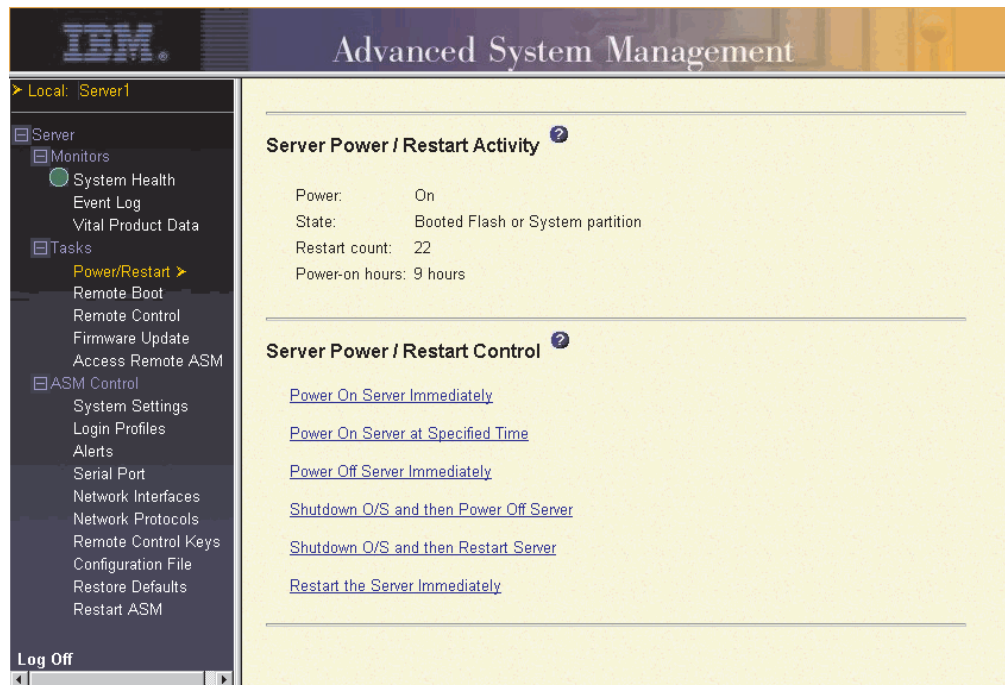 IBM.
Advanced System Management
Local: Server1
Server
Monitors
System Health
Event Log
Vital Product Data
Tasks
Power/Restart
Remote Boot
Remote Control
Firmware Update
Access Remote ASM
ASM Control
System Settings
Login Profiles
Alerts
Serial Port
Network Interfaces
Network Protocols
Remote Control Keys
Configuration File
Restore Defaults
Restart ASM
Log Off
Server Power / Restart Activity ?
Power: On
State: Booted Flash or System partition
Restart count: 22
Power-on hours: 9 hours
Server Power / Restart Control ?
Power On Server Immediately
Power On Server at Specified Time
Power Off Server Immediately
Shutdown O/S and then Power Off Server
Shutdown O/S and then Restart Server
Restart the Server Immediately